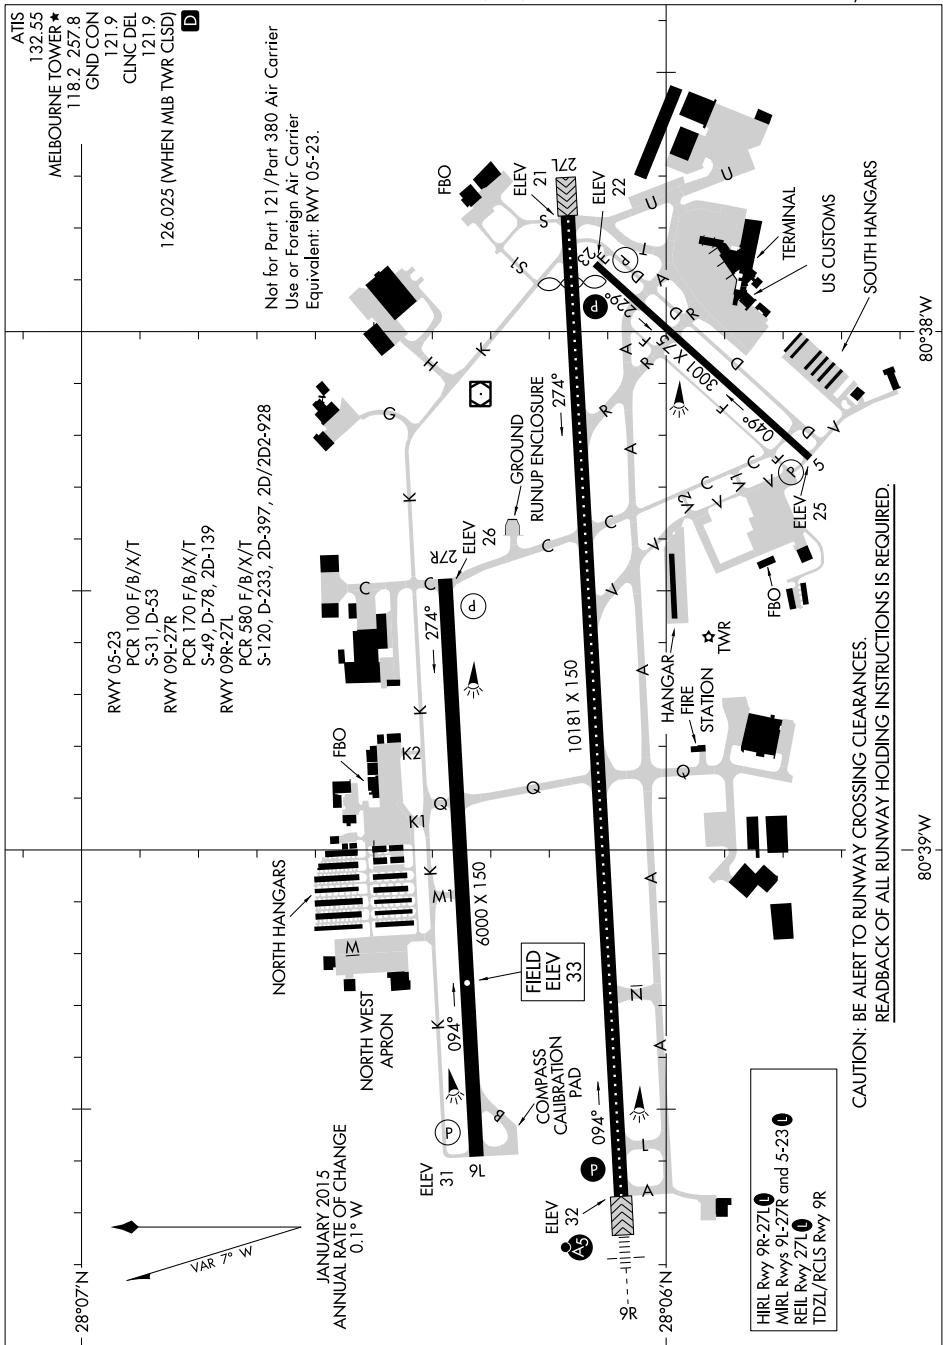 ATIS
132.55
MELBOURNE TOWER★
118.2 257.8
GND CON
121.9
CLNC DEL
121.9
126.025 (WHEN MLB TWR CLSD)
D
Not for Part 121/Part 380 Air Carrier
Use or Foreign Air Carrier
Equivalent: RWY 05-23.
RWY 05-23
PCR 100 F/B/X/T
S-31, D-53
RWY 09L-27R
PCR 170 F/B/X/T
S-49, D-78, 2D-139
RWY 09R-27L
PCR 580 F/B/X/T
S-120, D-233, 2D-397, 2D/2D2-928
JANUARY 2015
ANNUAL RATE OF CHANGE
0.1° W
VAR 7° W
28°07'N
28°06'N
80°39'W
80°38'W
NORTH HANGARS
NORTH WEST
APRON
M
M1
FBO
K1
K2
K
K
K
K
K
G
H
C
C
FBO
S1
S
ELEV
31
P
9L
B
COMPASS
CALIBRATION
PAD
094°
6000 X 150
FIELD
ELEV
33
Q
Q
Q
274°
27R
ELEV
26
P
GROUND
RUNUP ENCLOSURE
C
C
ELEV
32
A5
9R
P
094°
10181 X 150
274°
P
27L
ELEV
21
ELEV
22
23
P
229°
3001 X 75
049°
5
ELEV
25
P
A
L
A
N1
A
A
A
A
A
R
R
R
V
V
V
V
V
V1
V2
C
C
F
F
F
F
D
D
D
D
I
U
U
HANGAR
FIRE
STATION
TWR
FBO
TERMINAL
US CUSTOMS
SOUTH HANGARS
HIRL Rwy 9R-27L L
MIRL Rwys 9L-27R and 5-23 L
REIL Rwy 27L L
TDZL/RCLS Rwy 9R
CAUTION: BE ALERT TO RUNWAY CROSSING CLEARANCES.
READBACK OF ALL RUNWAY HOLDING INSTRUCTIONS IS REQUIRED.